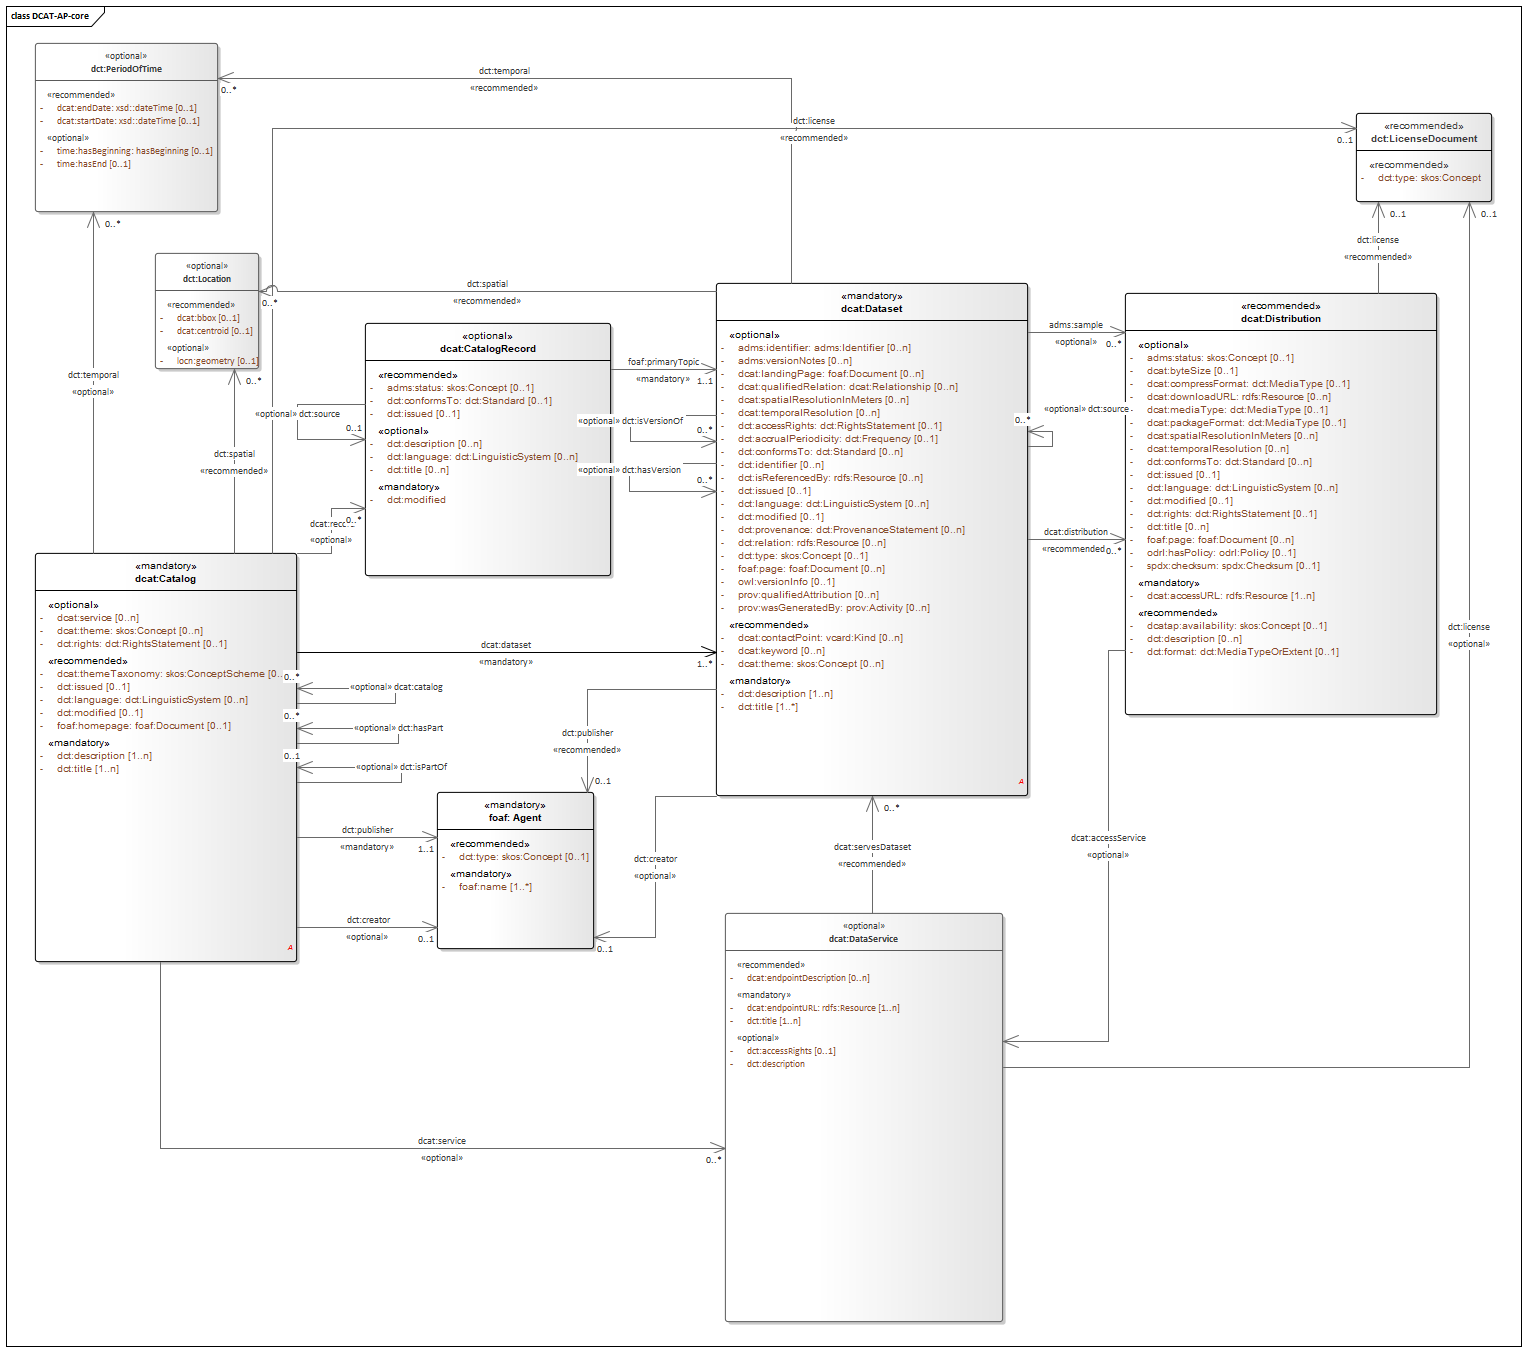 class DCAT-AP-core
«optional»
dct:PeriodOfTime
«recommended»
- dcat:endDate: xsd::dateTime [0..1]
- dcat:startDate: xsd::dateTime [0..1]
«optional»
- time:hasBeginning: hasBeginning [0..1]
- time:hasEnd [0..1]
0..*
dct:temporal
«recommended»
dct:license
«recommended»
0..1
«recommended»
dct:LicenseDocument
«recommended»
- dct:type: skos:Concept
0..*
0..1
0..1
dct:license
«recommended»
«optional»
dct:Location
«recommended»
- dcat:bbox [0..1]
- dcat:centroid [0..1]
«optional»
- locn:geometry [0..1]
0..*
0..*
dct:spatial
«recommended»
dct:temporal
«optional»
dct:spatial
«recommended»
«optional»
dcat:CatalogRecord
«recommended»
- adms:status: skos:Concept [0..1]
- dct:conformsTo: dct:Standard [0..1]
- dct:issued [0..1]
«optional»
- dct:description [0..n]
- dct:language: dct:LinguisticSystem [0..n]
- dct:title [0..n]
«mandatory»
- dct:modified
«optional» dct:source
0..1
0..*
«optional»
foaf:primaryTopic
«mandatory»
1..1
«optional» dct:isVersionOf
0..*
«optional» dct:hasVersion
0..*
«mandatory»
dcat:Dataset
«optional»
- adms:identifier: adms:Identifier [0..n]
- adms:versionNotes [0..n]
- dcat:landingPage: foaf:Document [0..n]
- dcat:qualifiedRelation: dcat:Relationship [0..n]
- dcat:spatialResolutionInMeters [0..n]
- dcat:temporalResolution [0..n]
- dct:accessRights: dct:RightsStatement [0..1]
- dct:accrualPeriodicity: dct:Frequency [0..1]
- dct:conformsTo: dct:Standard [0..n]
- dct:identifier [0..n]
- dct:isReferencedBy: rdfs:Resource [0..n]
- dct:issued [0..1]
- dct:language: dct:LinguisticSystem [0..n]
- dct:modified [0..1]
- dct:provenance: dct:ProvenanceStatement [0..n]
- dct:relation: rdfs:Resource [0..n]
- dct:type: skos:Concept [0..1]
- foaf:page: foaf:Document [0..n]
- owl:versionInfo [0..1]
- prov:qualifiedAttribution [0..n]
- prov:wasGeneratedBy: prov:Activity [0..n]
«recommended»
- dcat:contactPoint: vcard:Kind [0..n]
- dcat:keyword [0..n]
- dcat:theme: skos:Concept [0..n]
«mandatory»
- dct:description [1..n]
- dct:title [1..*]
A
adms:sample
«optional»
0..*
0..*
«optional» dct:source
dcat:distribution
«recommended»
0..*
«recommended»
dcat:Distribution
«optional»
- adms:status: skos:Concept [0..1]
- dcat:byteSize [0..1]
- dcat:compressFormat: dct:MediaType [0..1]
- dcat:downloadURL: rdfs:Resource [0..n]
- dcat:mediaType: dct:MediaType [0..1]
- dcat:packageFormat: dct:MediaType [0..1]
- dcat:spatialResolutionInMeters [0..n]
- dcat:temporalResolution [0..n]
- dct:conformsTo: dct:Standard [0..n]
- dct:issued [0..1]
- dct:language: dct:LinguisticSystem [0..n]
- dct:modified [0..1]
- dct:rights: dct:RightsStatement [0..1]
- dct:title [0..n]
- foaf:page: foaf:Document [0..n]
- odrl:hasPolicy: odrl:Policy [0..1]
- spdx:checksum: spdx:Checksum [0..1]
«mandatory»
- dcat:accessURL: rdfs:Resource [1..n]
«recommended»
- dcatap:availability: skos:Concept [0..1]
- dct:description [0..n]
- dct:format: dct:MediaTypeOrExtent [0..1]
dct:license
«optional»
«mandatory»
dcat:Catalog
«optional»
- dcat:service [0..n]
- dcat:theme: skos:Concept [0..n]
- dct:rights: dct:RightsStatement [0..1]
«recommended»
- dcat:themeTaxonomy: skos:ConceptScheme [0..
- dct:issued [0..1]
- dct:language: dct:LinguisticSystem [0..n]
- dct:modified [0..1]
- foaf:homepage: foaf:Document [0..1]
«mandatory»
- dct:description [1..n]
- dct:title [1..n]
A
dcat:dataset
«mandatory»
1..*
0..*
«optional» dcat:catalog
0..*
«optional» dct:hasPart
0..1
«optional» dct:isPartOf
dct:publisher
«recommended»
0..1
dct:publisher
«mandatory»
1..1
dct:creator
«optional»
0..1
«mandatory»
foaf: Agent
«recommended»
- dct:type: skos:Concept [0..1]
«mandatory»
- foaf:name [1..*]
dct:creator
«optional»
0..1
0..*
dcat:servesDataset
«recommended»
dcat:accessService
«optional»
«optional»
dcat:DataService
«recommended»
- dcat:endpointDescription [0..n]
«mandatory»
- dcat:endpointURL: rdfs:Resource [1..n]
- dct:title [1..n]
«optional»
- dct:accessRights [0..1]
- dct:description
dcat:service
«optional»
0..*